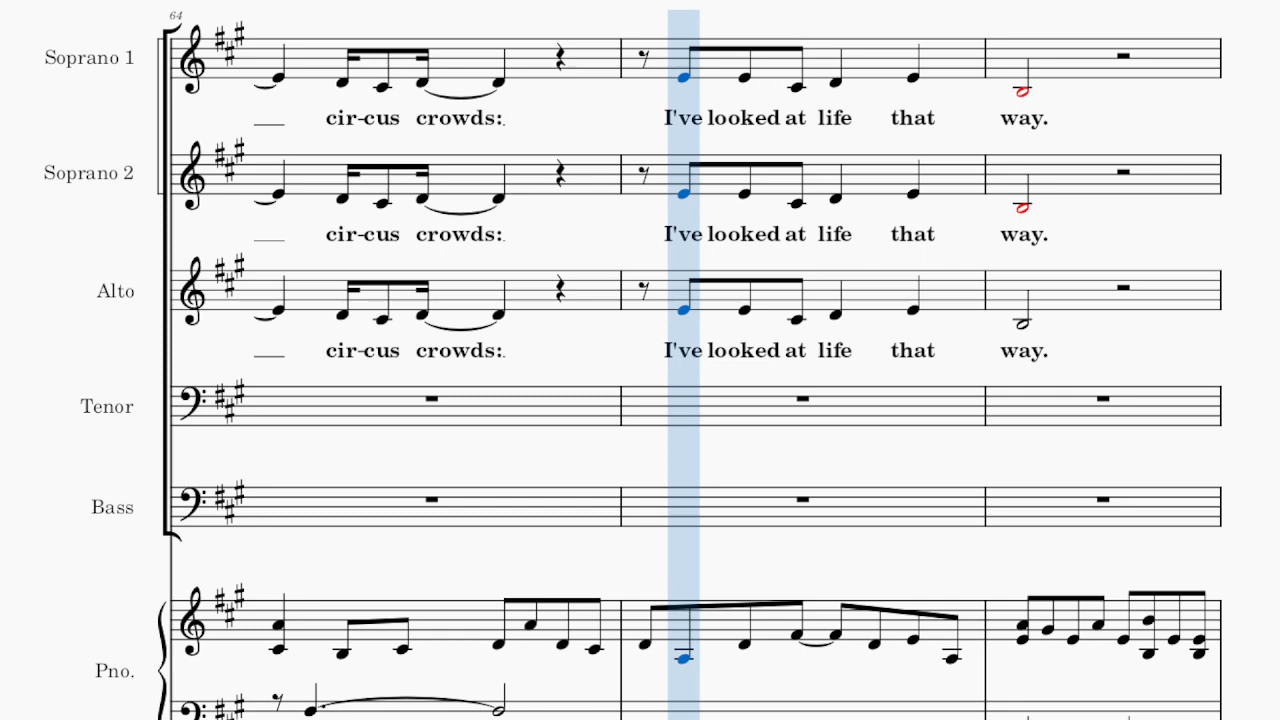 64
Soprano 1
cir-cus crowds: I've looked at life that way.
Soprano 2
cir-cus crowds: I've looked at life that way.
Alto
cir-cus crowds: I've looked at life that way.
Tenor
Bass
Pno.